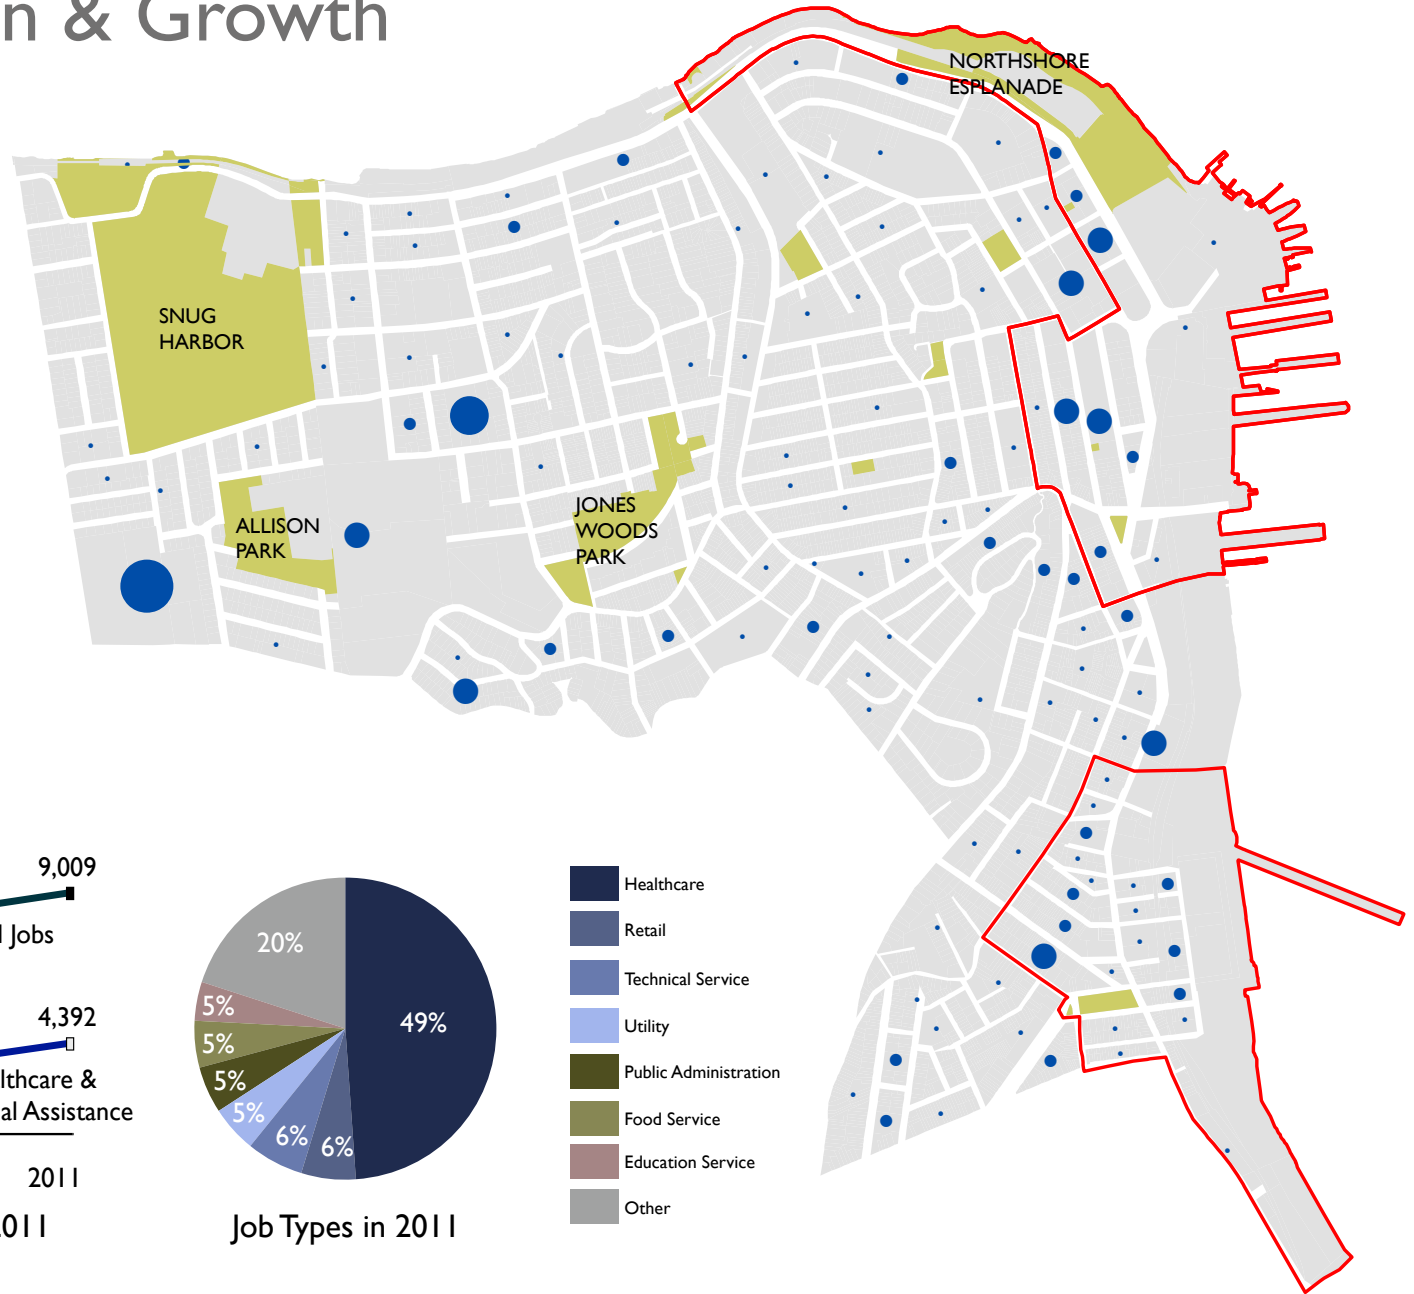 n & Growth
NORTHSHORE
ESPLANADE
SNUG
HARBOR
ALLISON
PARK
JONES
WOODS
PARK
9,009
Jobs
4,392
lthcare &
al Assistance
2011
2011
20%
5%
5%
5%
5%
6%
6%
49%
Job Types in 2011
Healthcare
Retail
Technical Service
Utility
Public Administration
Food Service
Education Service
Other